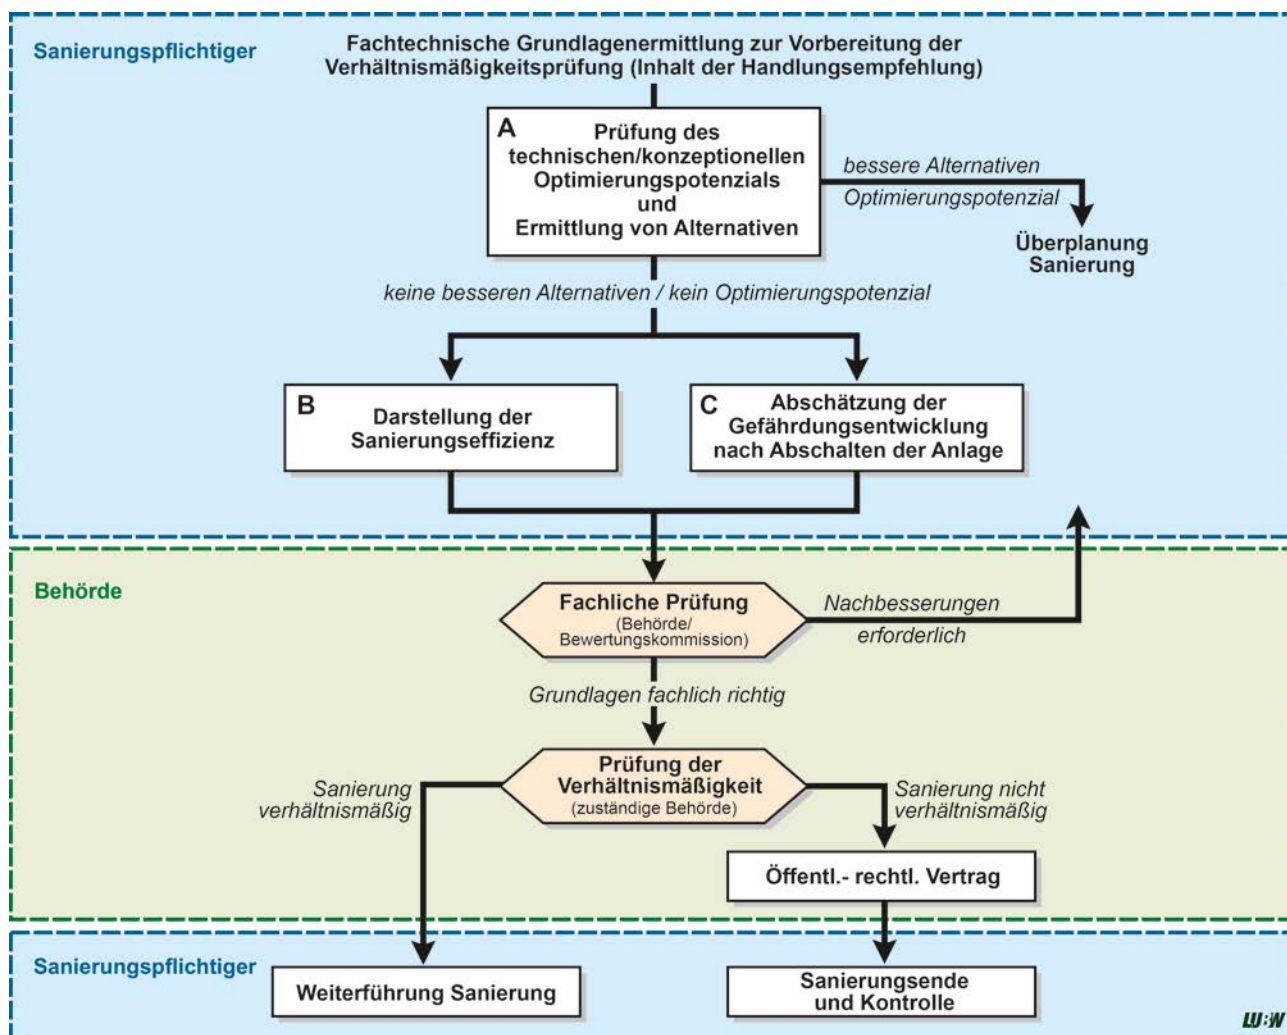 Sanierungspflichtiger
Fachtechnische Grundlagenermittlung zur Vorbereitung der
Verhältnismäßigkeitsprüfung (Inhalt der Handlungsempfehlung)
A
Prüfung des
technischen/konzeptionellen
Optimierungspotenzials
und
Ermittlung von Alternativen
bessere Alternativen
Optimierungspotenzial
Überplanung
Sanierung
keine besseren Alternativen / kein Optimierungspotenzial
B
Darstellung der
Sanierungseffizienz
C
Abschätzung der
Gefährdungsentwicklung
nach Abschalten der Anlage
Behörde
Fachliche Prüfung
(Behörde/
Bewertungskommission)
Nachbesserungen
erforderlich
Grundlagen fachlich richtig
Prüfung der
Verhältnismäßigkeit
(zuständige Behörde)
Sanierung
verhältnismäßig
Sanierung nicht
verhältnismäßig
Öffentl.- rechtl. Vertrag
Sanierungspflichtiger
Weiterführung Sanierung
Sanierungsende
und Kontrolle
LU:W